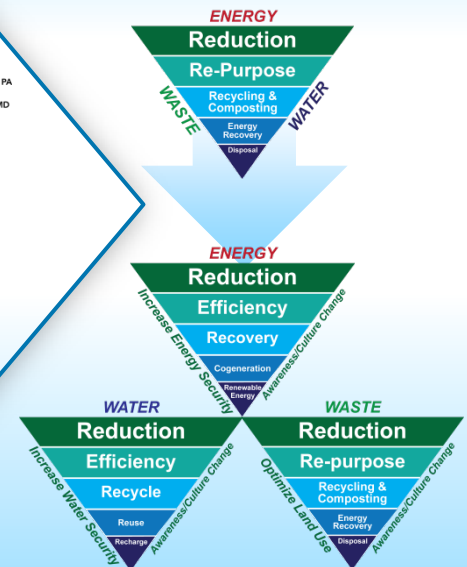 PA
MD
ENERGY
Reduction
Re-Purpose
Recycling &
Composting
Energy
Recovery
Disposal
WASTE
WATER
ENERGY
Reduction
Efficiency
Recovery
Cogeneration
Renewable
Energy
Increase Energy Security
Awareness/Culture Change
WATER
Reduction
Efficiency
Recycle
Reuse
Recharge
Increase Water Security
Awareness/Culture Change
WASTE
Reduction
Re-purpose
Recycling &
Composting
Energy
Recovery
Disposal
Optimize Land Use
Awareness/Culture Change